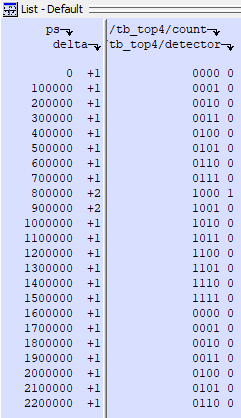 List - Default
ps /tb_top4/count
delta /tb_top4/detector
0 +1 0000 0
100000 +1 0001 0
200000 +1 0010 0
300000 +1 0011 0
400000 +1 0100 0
500000 +1 0101 0
600000 +1 0110 0
700000 +1 0111 0
800000 +2 1000 1
900000 +2 1001 0
1000000 +1 1010 0
1100000 +1 1011 0
1200000 +1 1100 0
1300000 +1 1101 0
1400000 +1 1110 0
1500000 +1 1111 0
1600000 +1 0000 0
1700000 +1 0001 0
1800000 +1 0010 0
1900000 +1 0011 0
2000000 +1 0100 0
2100000 +1 0101 0
2200000 +1 0110 0